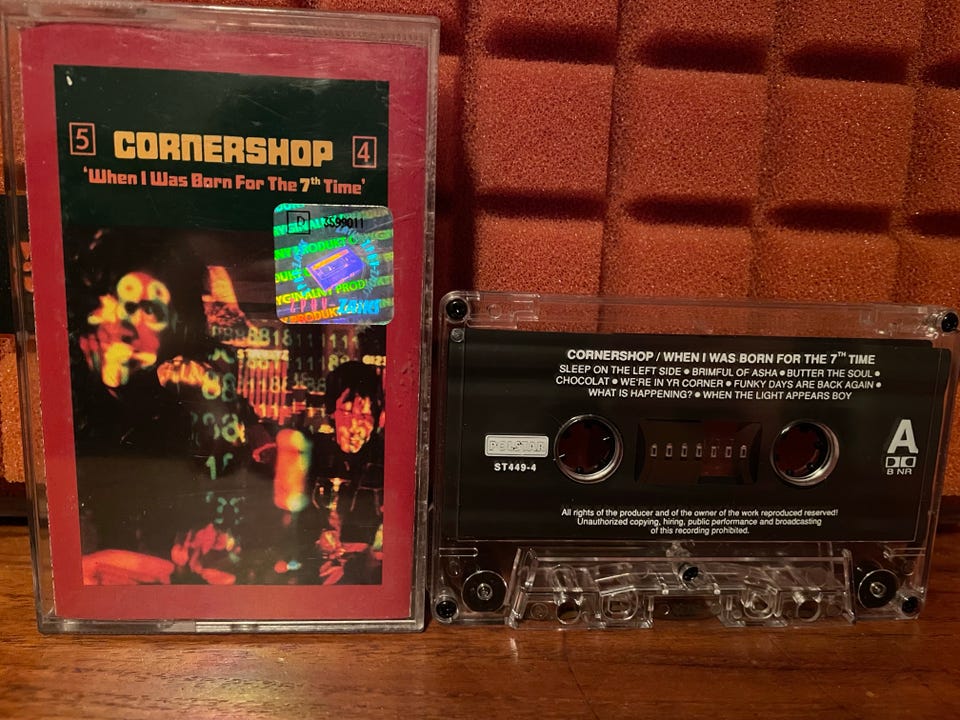 5 CORNERSHOP 4
'When I Was Born For The 7th Time'
D 3599011
CORNERSHOP / WHEN I WAS BORN FOR THE 7TH TIME
SLEEP ON THE LEFT SIDE ● BRIMFUL OF ASHA ● BUTTER THE SOUL ●
CHOCOLAT ● WE'RE IN YR CORNER ● FUNKY DAYS ARE BACK AGAIN ●
WHAT IS HAPPENING? ● WHEN THE LIGHT APPEARS BOY
POLSTAR
ST449-4
A
B NR
All rights of the producer and of the owner of the work reproduced reserved!
Unauthorized copying, hiring, public performance and broadcasting
of this recording prohibited.